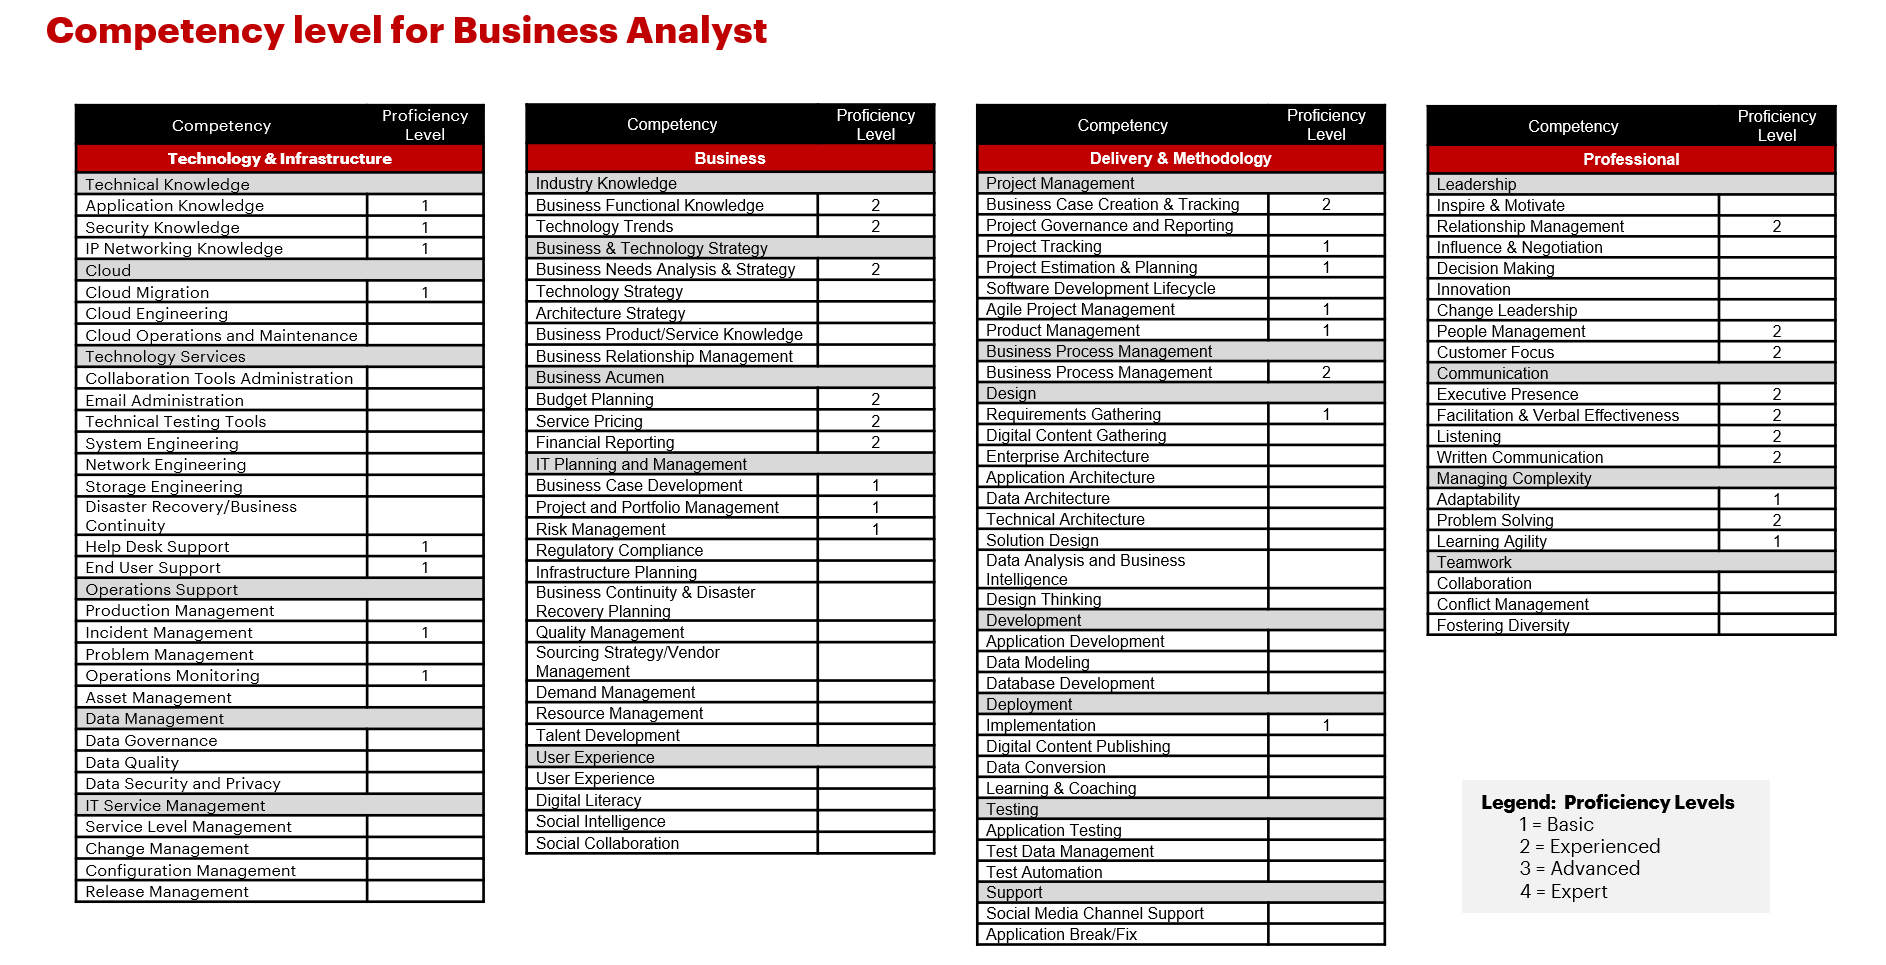 Competency level for Business Analyst
Competency Proficiency Level
Technology & Infrastructure
Technical Knowledge
Application Knowledge 1
Security Knowledge 1
IP Networking Knowledge 1
Cloud
Cloud Migration 1
Cloud Engineering
Cloud Operations and Maintenance
Technology Services
Collaboration Tools Administration
Email Administration
Technical Testing Tools
System Engineering
Network Engineering
Storage Engineering
Disaster Recovery/Business
Continuity
Help Desk Support 1
End User Support 1
Operations Support
Production Management
Incident Management 1
Problem Management
Operations Monitoring 1
Asset Management
Data Management
Data Governance
Data Quality
Data Security and Privacy
IT Service Management
Service Level Management
Change Management
Configuration Management
Release Management
Competency Proficiency Level
Business
Industry Knowledge
Business Functional Knowledge 2
Technology Trends 2
Business & Technology Strategy
Business Needs Analysis & Strategy 2
Technology Strategy
Architecture Strategy
Business Product/Service Knowledge
Business Relationship Management
Business Acumen
Budget Planning 2
Service Pricing 2
Financial Reporting 2
IT Planning and Management
Business Case Development 1
Project and Portfolio Management 1
Risk Management 1
Regulatory Compliance
Infrastructure Planning
Business Continuity & Disaster
Recovery Planning
Quality Management
Sourcing Strategy/Vendor
Management
Demand Management
Resource Management
Talent Development
User Experience
User Experience
Digital Literacy
Social Intelligence
Social Collaboration
Competency Proficiency Level
Delivery & Methodology
Project Management
Business Case Creation & Tracking 2
Project Governance and Reporting
Project Tracking 1
Project Estimation & Planning 1
Software Development Lifecycle
Agile Project Management 1
Product Management 1
Business Process Management
Business Process Management 2
Design
Requirements Gathering 1
Digital Content Gathering
Enterprise Architecture
Application Architecture
Data Architecture
Technical Architecture
Solution Design
Data Analysis and Business
Intelligence
Design Thinking
Development
Application Development
Data Modeling
Database Development
Deployment
Implementation 1
Digital Content Publishing
Data Conversion
Learning & Coaching
Testing
Application Testing
Test Data Management
Test Automation
Support
Social Media Channel Support
Application Break/Fix
Competency Proficiency Level
Professional
Leadership
Inspire & Motivate
Relationship Management 2
Influence & Negotiation
Decision Making
Innovation
Change Leadership
People Management 2
Customer Focus 2
Communication
Executive Presence 2
Facilitation & Verbal Effectiveness 2
Listening 2
Written Communication 2
Managing Complexity
Adaptability 1
Problem Solving 2
Learning Agility 1
Teamwork
Collaboration
Conflict Management
Fostering Diversity
Legend: Proficiency Levels
1 = Basic
2 = Experienced
3 = Advanced
4 = Expert